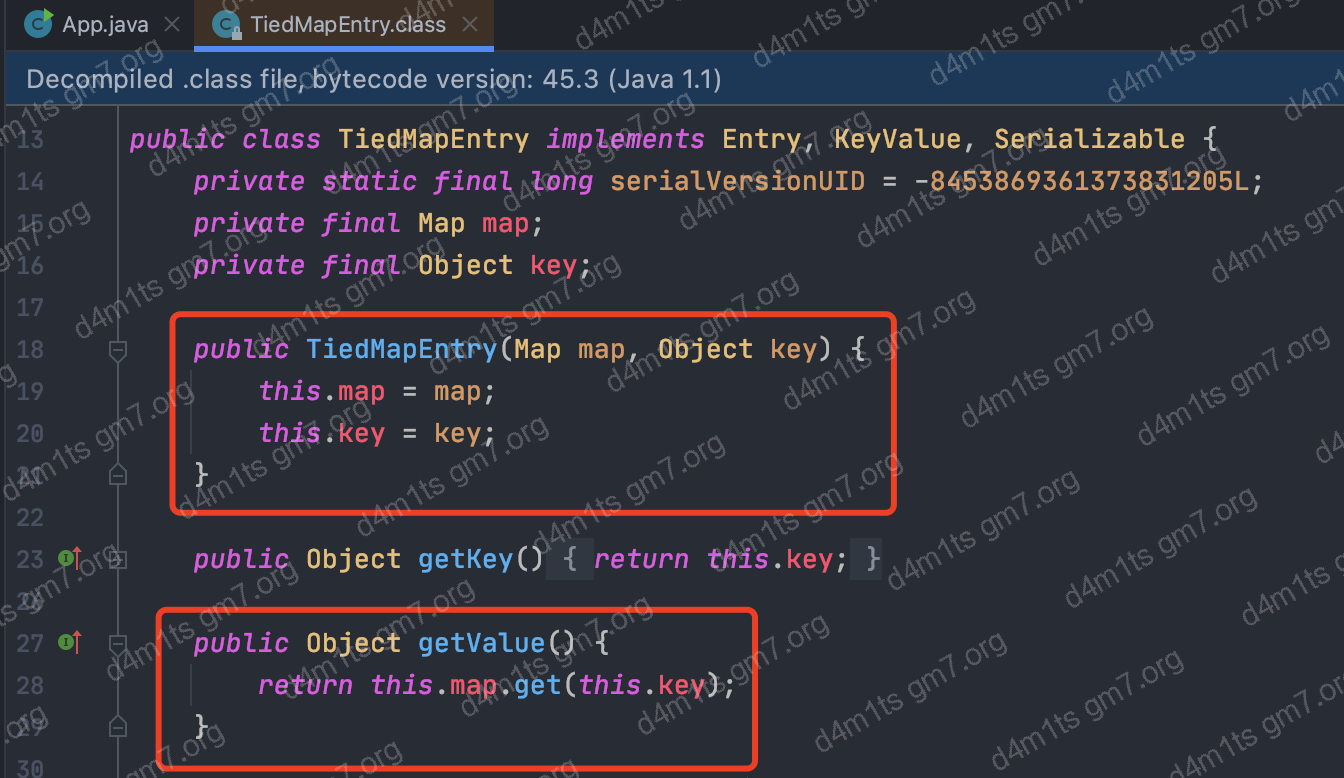 App.java TiedMapEntry.class
Decompiled .class file, bytecode version: 45.3 (Java 1.1)
13 public class TiedMapEntry implements Entry, KeyValue, Serializable {
14 private static final long serialVersionUID = -8453869361373831205L;
15 private final Map map;
16 private final Object key;
17
18 public TiedMapEntry(Map map, Object key) {
19 this.map = map;
20 this.key = key;
21 }
22
23 public Object getKey() { return this.key; }
26
27 public Object getValue() {
28 return this.map.get(this.key);
29 }
30
d4m1ts gm7.org